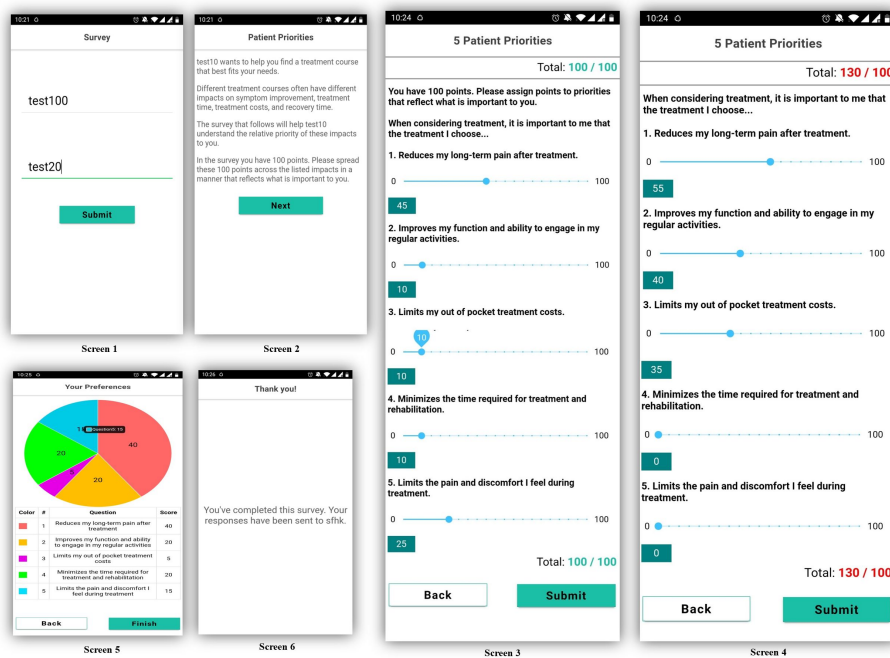 10:21
Survey
test100
test20
Submit
Screen 1
10:21
Patient Priorities
test10 wants to help you find a treatment course
that best fits your needs.
Different treatment courses often have different
impacts on symptom improvement, treatment
time, treatment costs, and recovery time.
The survey that follows will help test10
understand the relative priority of these impacts
to you.
In the survey you have 100 points. Please spread
these 100 points across the listed impacts in a
manner that reflects what is important to you.
Next
Screen 2
10:24
5 Patient Priorities
Total: 100 / 100
You have 100 points. Please assign points to priorities
that reflect what is important to you.
When considering treatment, it is important to me that
the treatment I choose...
1. Reduces my long-term pain after treatment.
0 100
45
2. Improves my function and ability to engage in my
regular activities.
0 100
10
3. Limits my out of pocket treatment costs.
10
0 100
10
4. Minimizes the time required for treatment and
rehabilitation.
0 100
10
5. Limits the pain and discomfort I feel during
treatment.
0 100
25
Total: 100 / 100
Back Submit
Screen 3
10:24
5 Patient Priorities
Total: 130 / 100
When considering treatment, it is important to me that
the treatment I choose...
1. Reduces my long-term pain after treatment.
0 100
55
2. Improves my function and ability to engage in my
regular activities.
0 100
40
3. Limits my out of pocket treatment costs.
0 100
35
4. Minimizes the time required for treatment and
rehabilitation.
0 100
0
5. Limits the pain and discomfort I feel during
treatment.
0 100
0
Total: 130 / 100
Back Submit
Screen 4
10:25
Your Preferences
Question5: 15
40
20
5
20
Color # Question Score
1 Reduces my long-term pain after
treatment 40
2 Improves my function and ability
to engage in my regular activities 20
3 Limits my out of pocket treatment
costs 5
4 Minimizes the time required for
treatment and rehabilitation 20
5 Limits the pain and discomfort I
feel during treatment 15
Back Finish
Screen 5
10:26
Thank you!
You've completed this survey. Your
responses have been sent to sfhk.
Screen 6